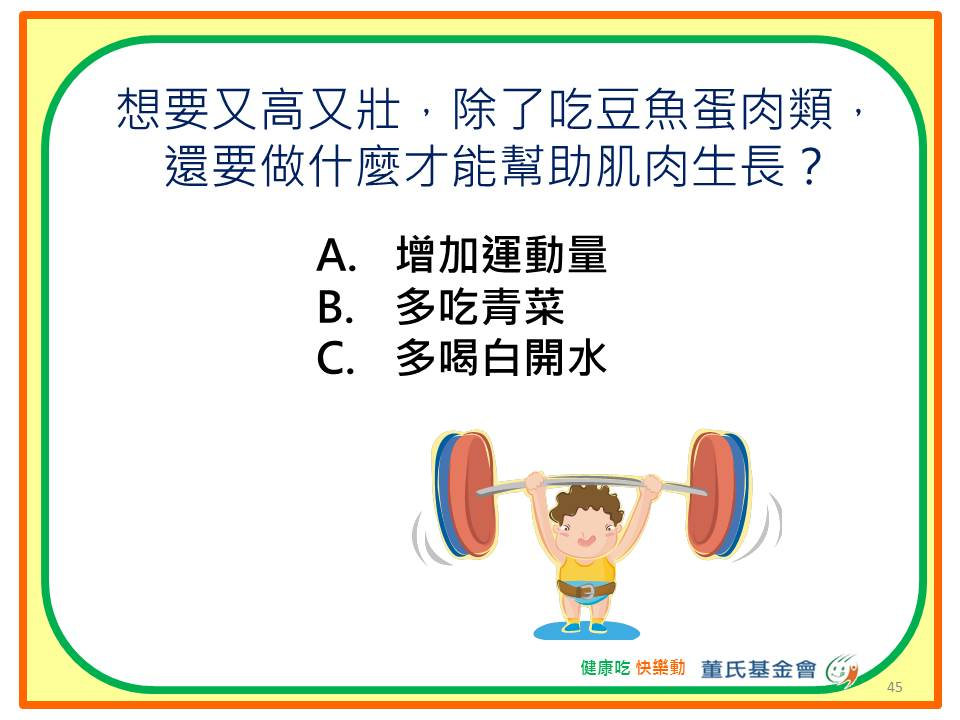 想要又高又壯，除了吃豆魚蛋肉類，
還要做什麼才能幫助肌肉生長？
A. 增加運動量
B. 多吃青菜
C. 多喝白開水
健康吃 快樂動 董氏基金會
45